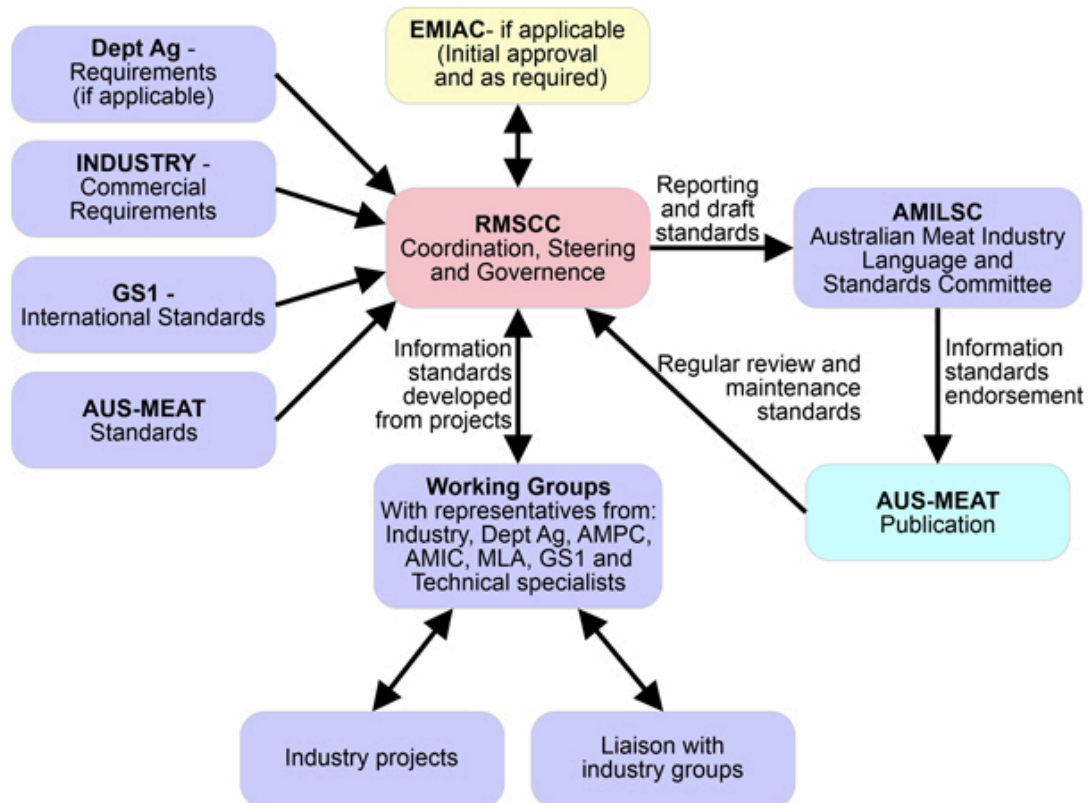 Dept Ag -
Requirements
(if applicable)
EMIAC- if applicable
(Initial approval
and as required)
INDUSTRY -
Commercial
Requirements
GS1 -
International Standards
AUS-MEAT
Standards
RMSCC
Coordination, Steering
and Governence
Reporting
and draft
standards
AMILSC
Australian Meat Industry
Language and
Standards Committee
Information
standards
developed
from projects
Regular review and
maintenance
standards
Information
standards
endorsement
Working Groups
With representatives from:
Industry, Dept Ag, AMPC,
AMIC, MLA, GS1 and
Technical specialists
AUS-MEAT
Publication
Industry projects
Liaison with
industry groups